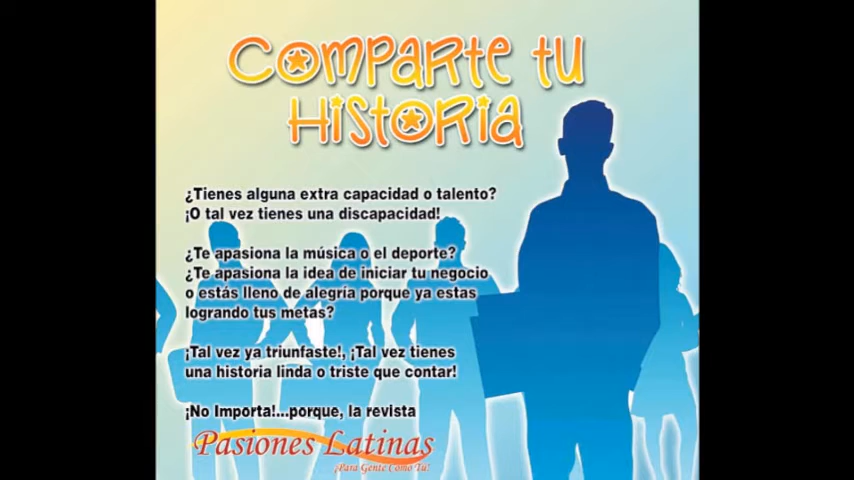 Comparte tu
Historia
¿Tienes alguna extra capacidad o talento?
¡O tal vez tienes una discapacidad!
¿Te apasiona la música o el deporte?
¿Te apasiona la idea de iniciar tu negocio
o estás lleno de alegría porque ya estas
logrando tus metas?
¡Tal vez ya triunfaste!, ¡Tal vez tienes
una historia linda o triste que contar!
¡No Importa!...porque, la revista
Pasiones Latinas
¡Para Gente Como Tu!